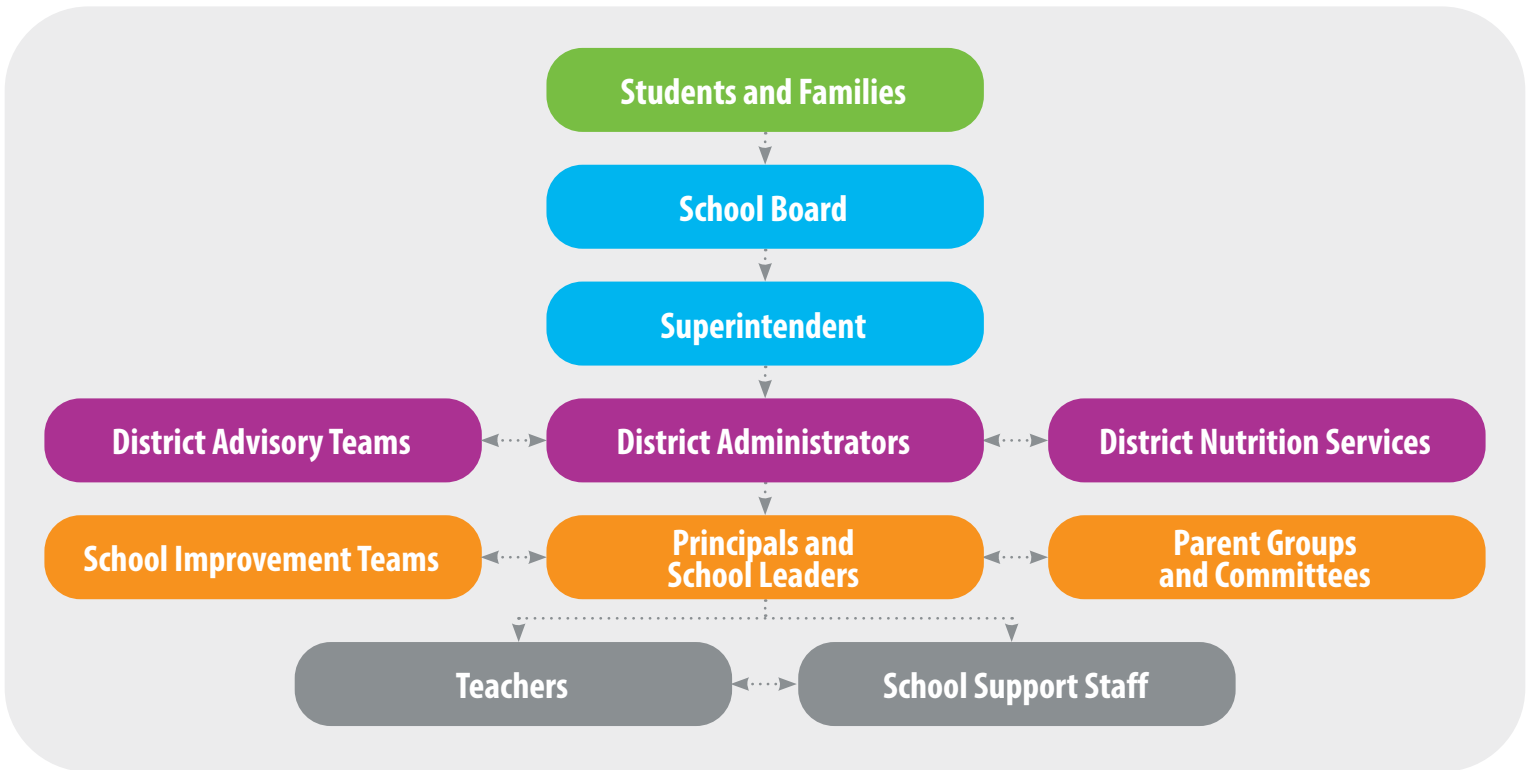 Students and Families
School Board
Superintendent
District Advisory Teams
District Administrators
District Nutrition Services
School Improvement Teams
Principals and
School Leaders
Parent Groups
and Committees
Teachers
School Support Staff